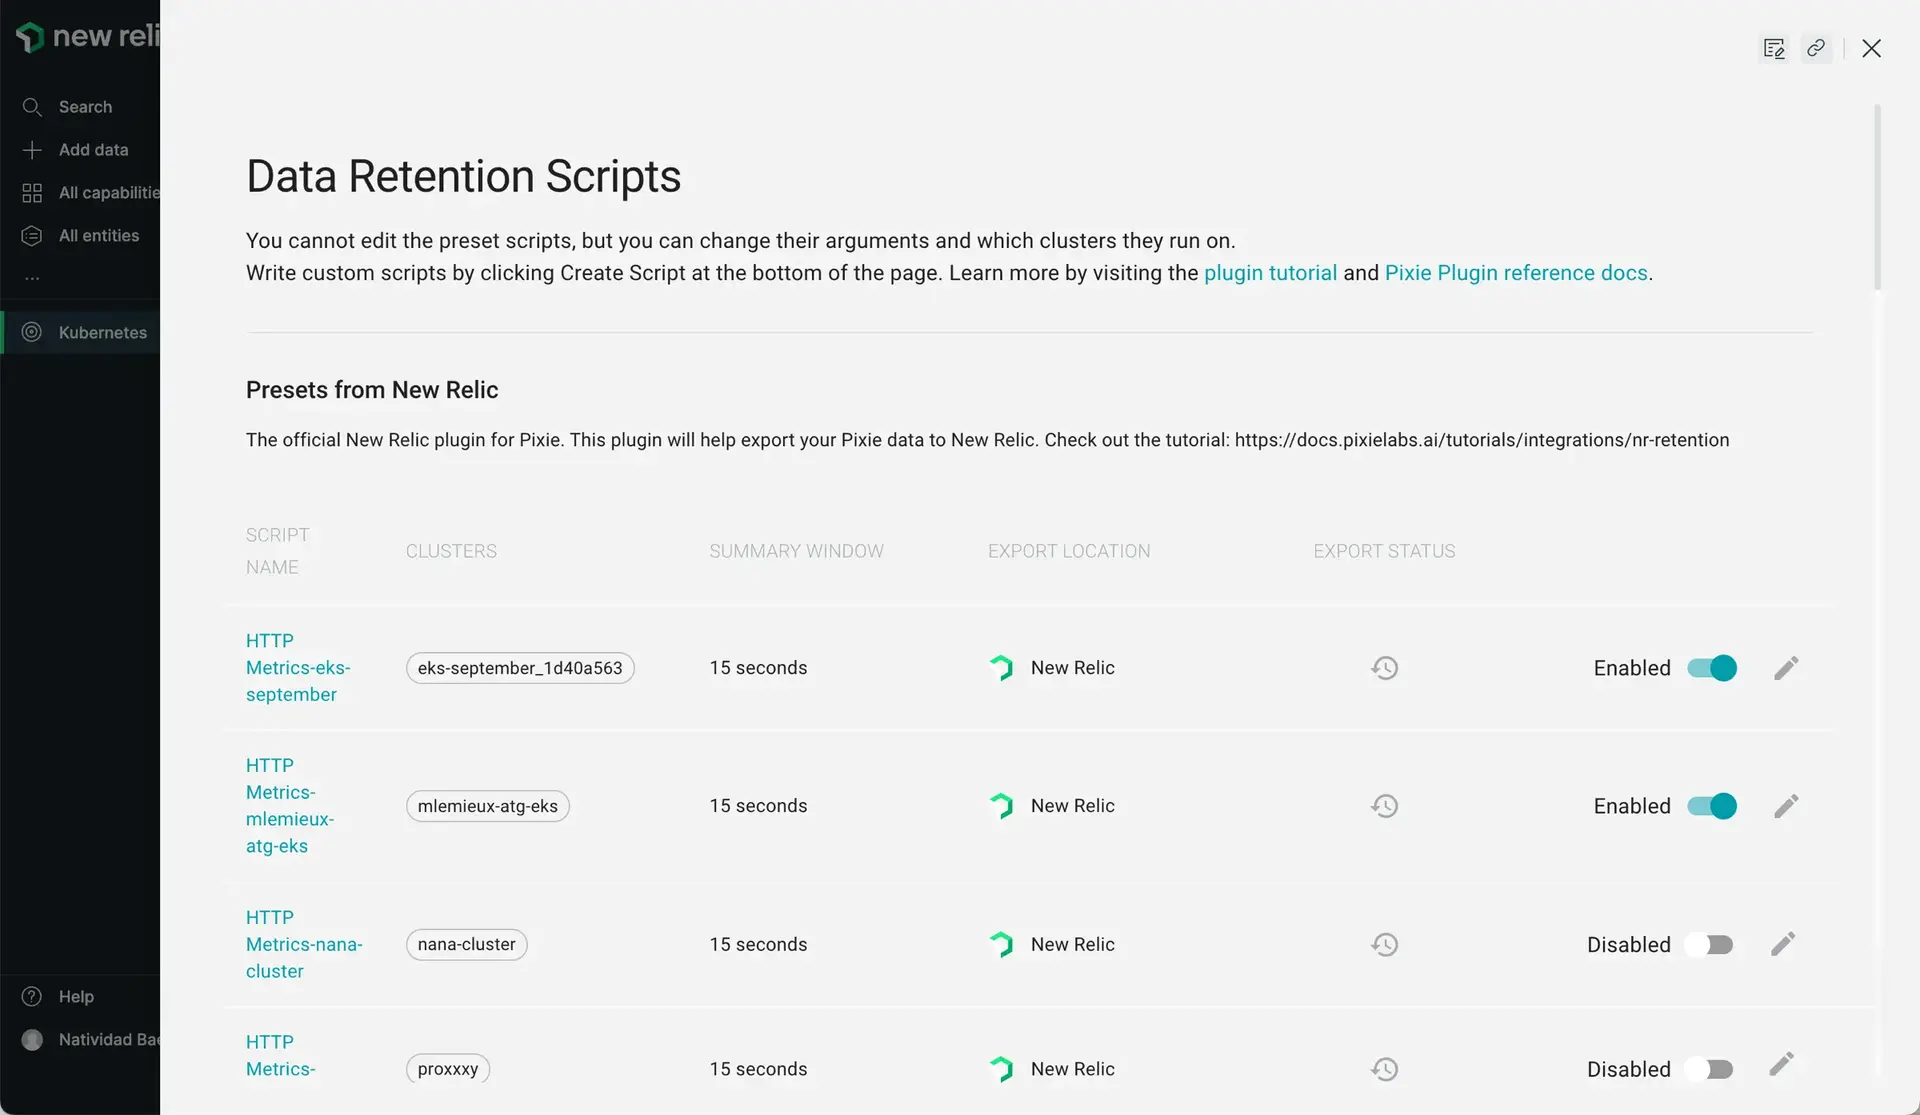 new reli
Search
Add data
All capabilitie
All entities
...
Kubernetes
Help
Natividad Bae
Data Retention Scripts
You cannot edit the preset scripts, but you can change their arguments and which clusters they run on.
Write custom scripts by clicking Create Script at the bottom of the page. Learn more by visiting the plugin tutorial and Pixie Plugin reference docs.
Presets from New Relic
The official New Relic plugin for Pixie. This plugin will help export your Pixie data to New Relic. Check out the tutorial: https://docs.pixielabs.ai/tutorials/integrations/nr-retention
SCRIPT
NAME
CLUSTERS
SUMMARY WINDOW
EXPORT LOCATION
EXPORT STATUS
HTTP
Metrics-eks-
september
eks-september_1d40a563
15 seconds
New Relic
Enabled
HTTP
Metrics-
mlemieux-
atg-eks
mlemieux-atg-eks
15 seconds
New Relic
Enabled
HTTP
Metrics-nana-
cluster
nana-cluster
15 seconds
New Relic
Disabled
HTTP
Metrics-
proxxxy
15 seconds
New Relic
Disabled